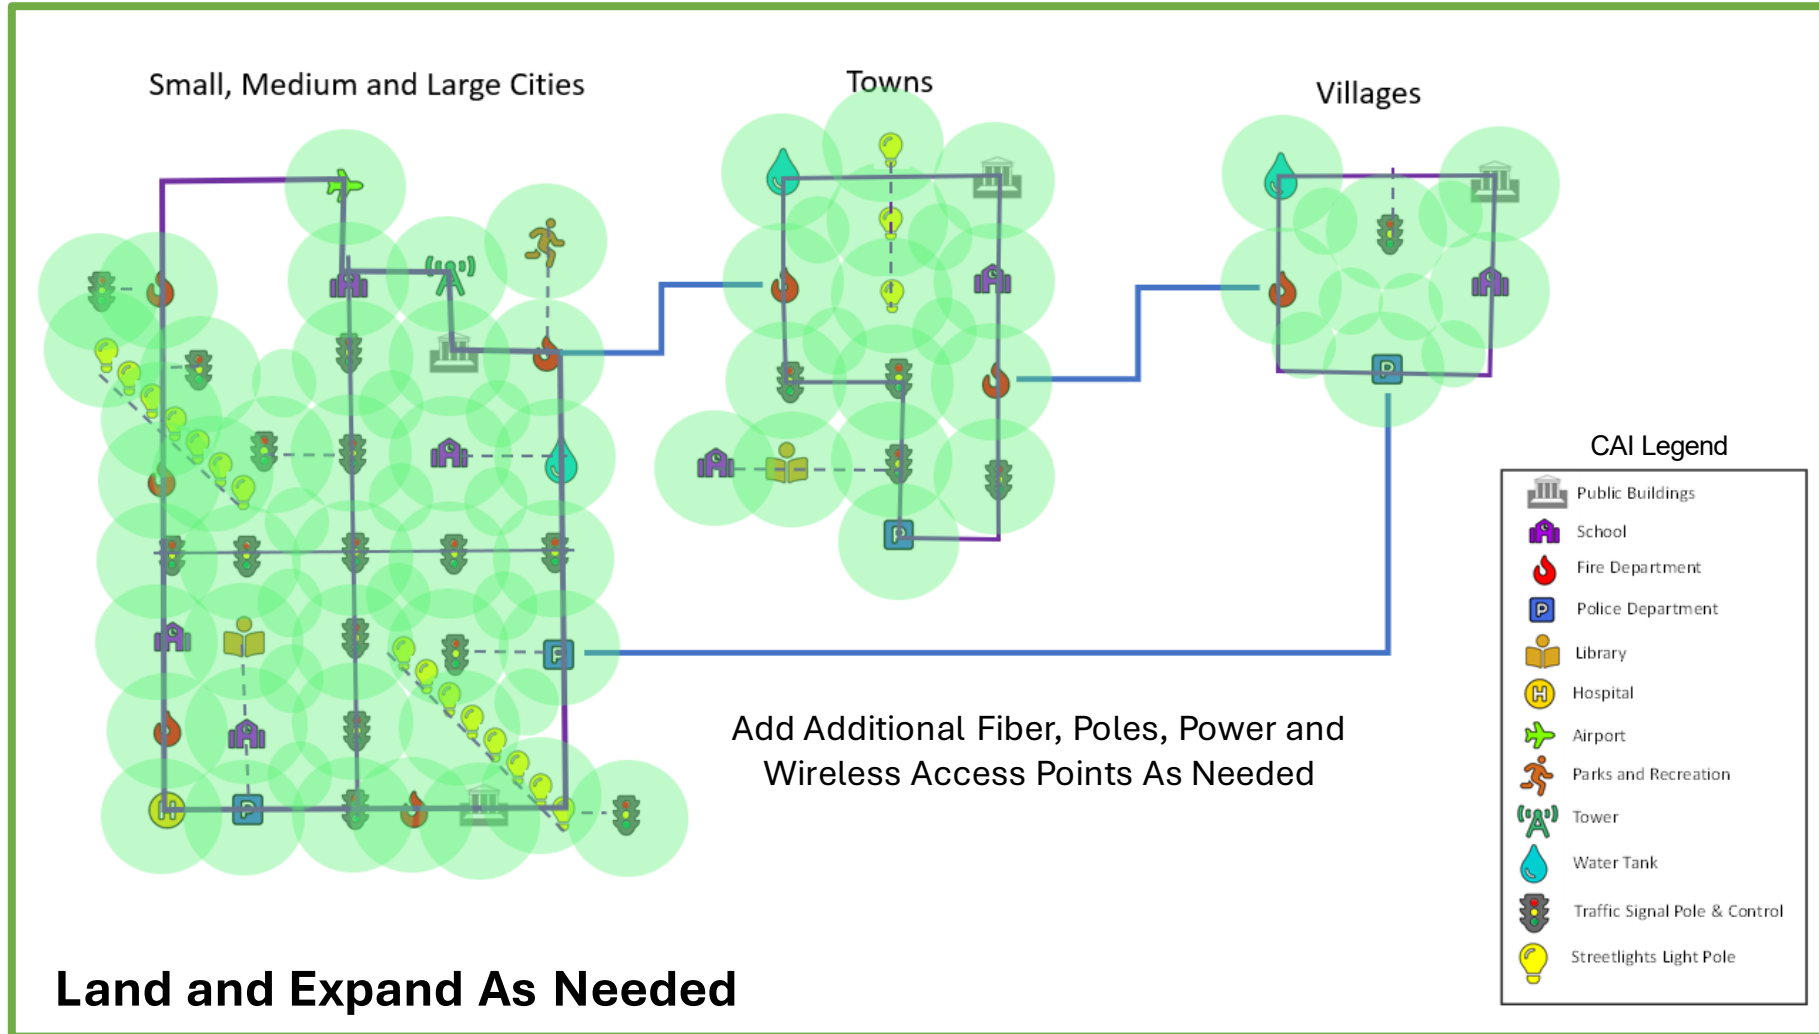 Small, Medium and Large Cities
Towns
Villages
CAI Legend
Public Buildings
School
Fire Department
P
Police Department
Library
H
Hospital
Airport
Parks and Recreation
Tower
Water Tank
Traffic Signal Pole & Control
Streetlights Light Pole
P
P
P
H
P
Add Additional Fiber, Poles, Power and
Wireless Access Points As Needed
Land and Expand As Needed